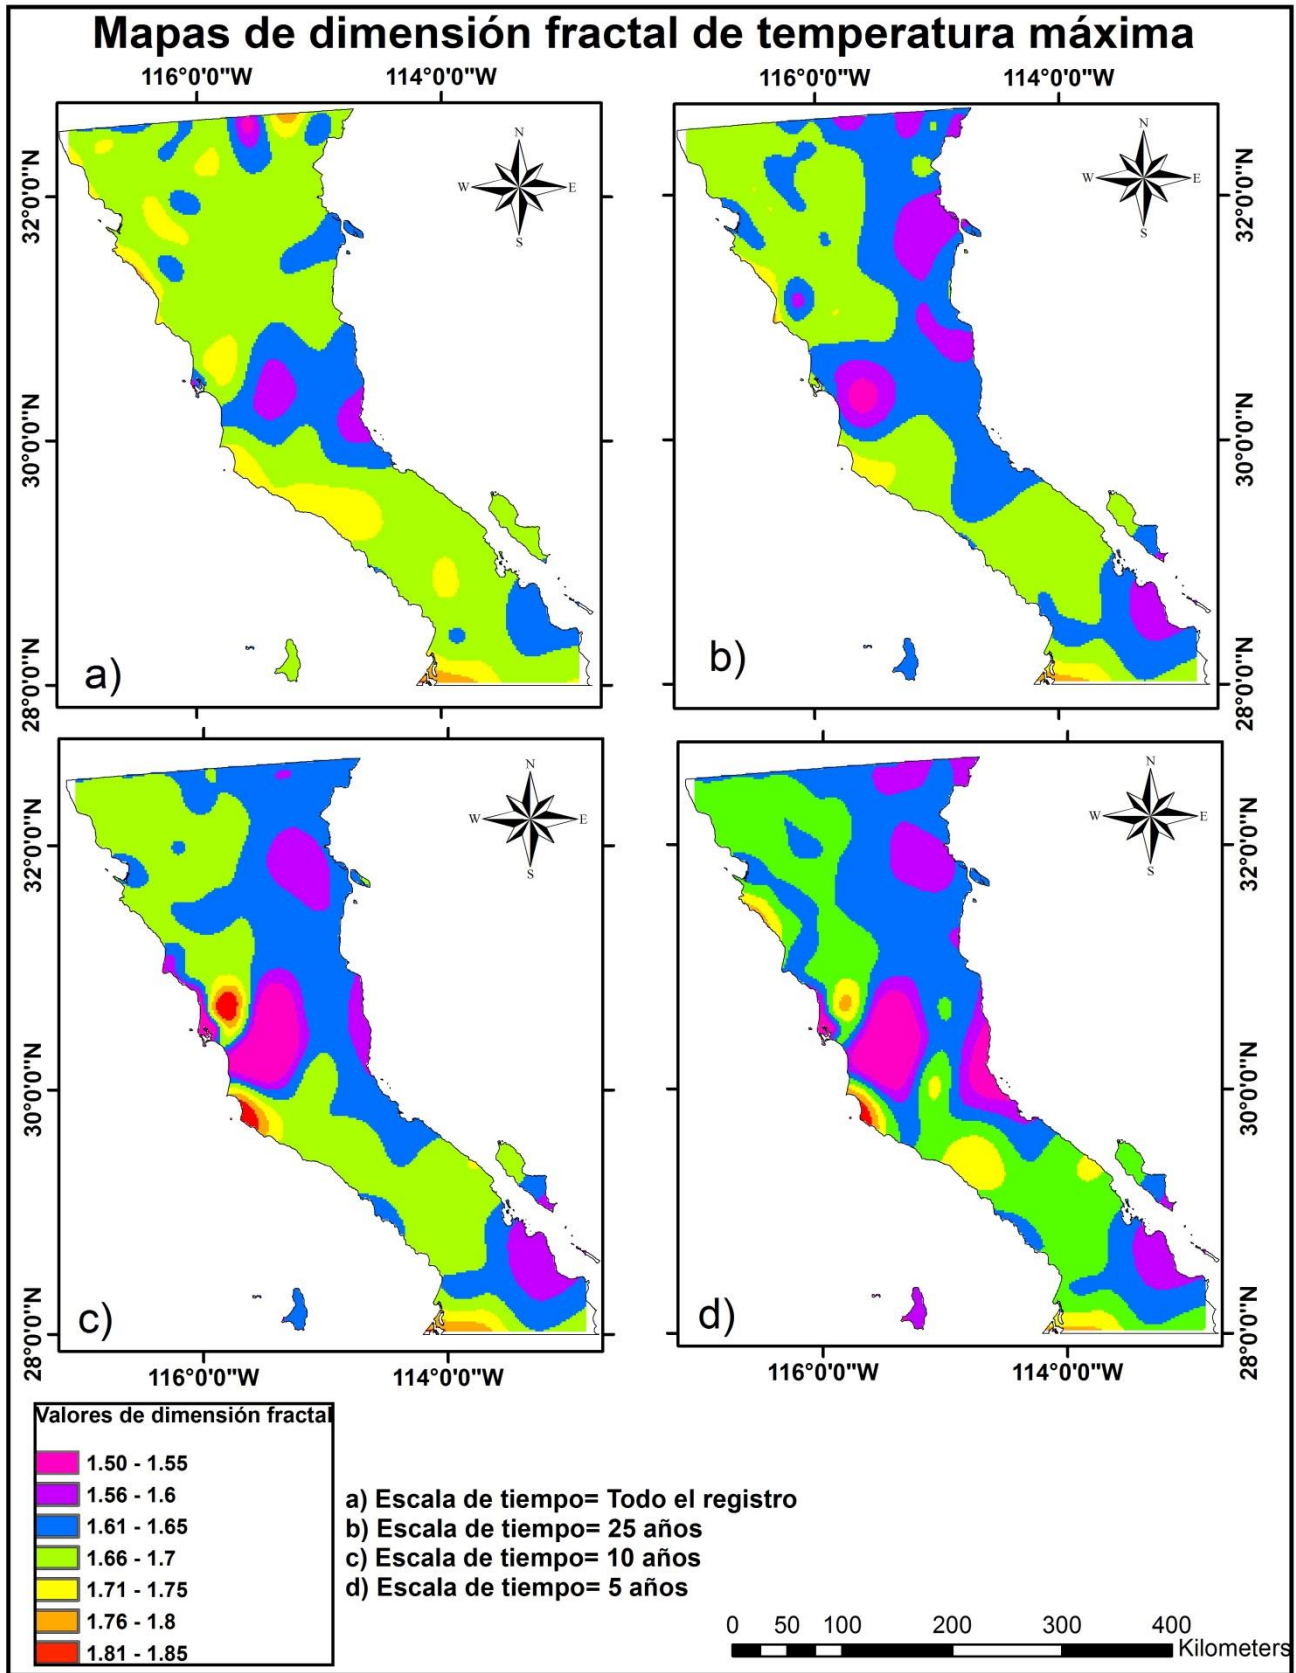 Mapas de dimensión fractal de temperatura máxima
116°0'0"W 114°0'0"W 116°0'0"W 114°0'0"W
32°0'0"N
30°0'0"N
28°0'0"N
N
W E
S
a)
N
W E
S
b)
32°0'0"N
30°0'0"N
28°0'0"N
32°0'0"N
30°0'0"N
28°0'0"N
N
W E
S
c)
N
W E
S
d)
32°0'0"N
30°0'0"N
28°0'0"N
116°0'0"W 114°0'0"W 116°0'0"W 114°0'0"W
Valores de dimensión fractal
1.50 - 1.55
1.56 - 1.6
1.61 - 1.65
1.66 - 1.7
1.71 - 1.75
1.76 - 1.8
1.81 - 1.85
a) Escala de tiempo= Todo el registro
b) Escala de tiempo= 25 años
c) Escala de tiempo= 10 años
d) Escala de tiempo= 5 años
0 50 100 200 300 400
Kilometers